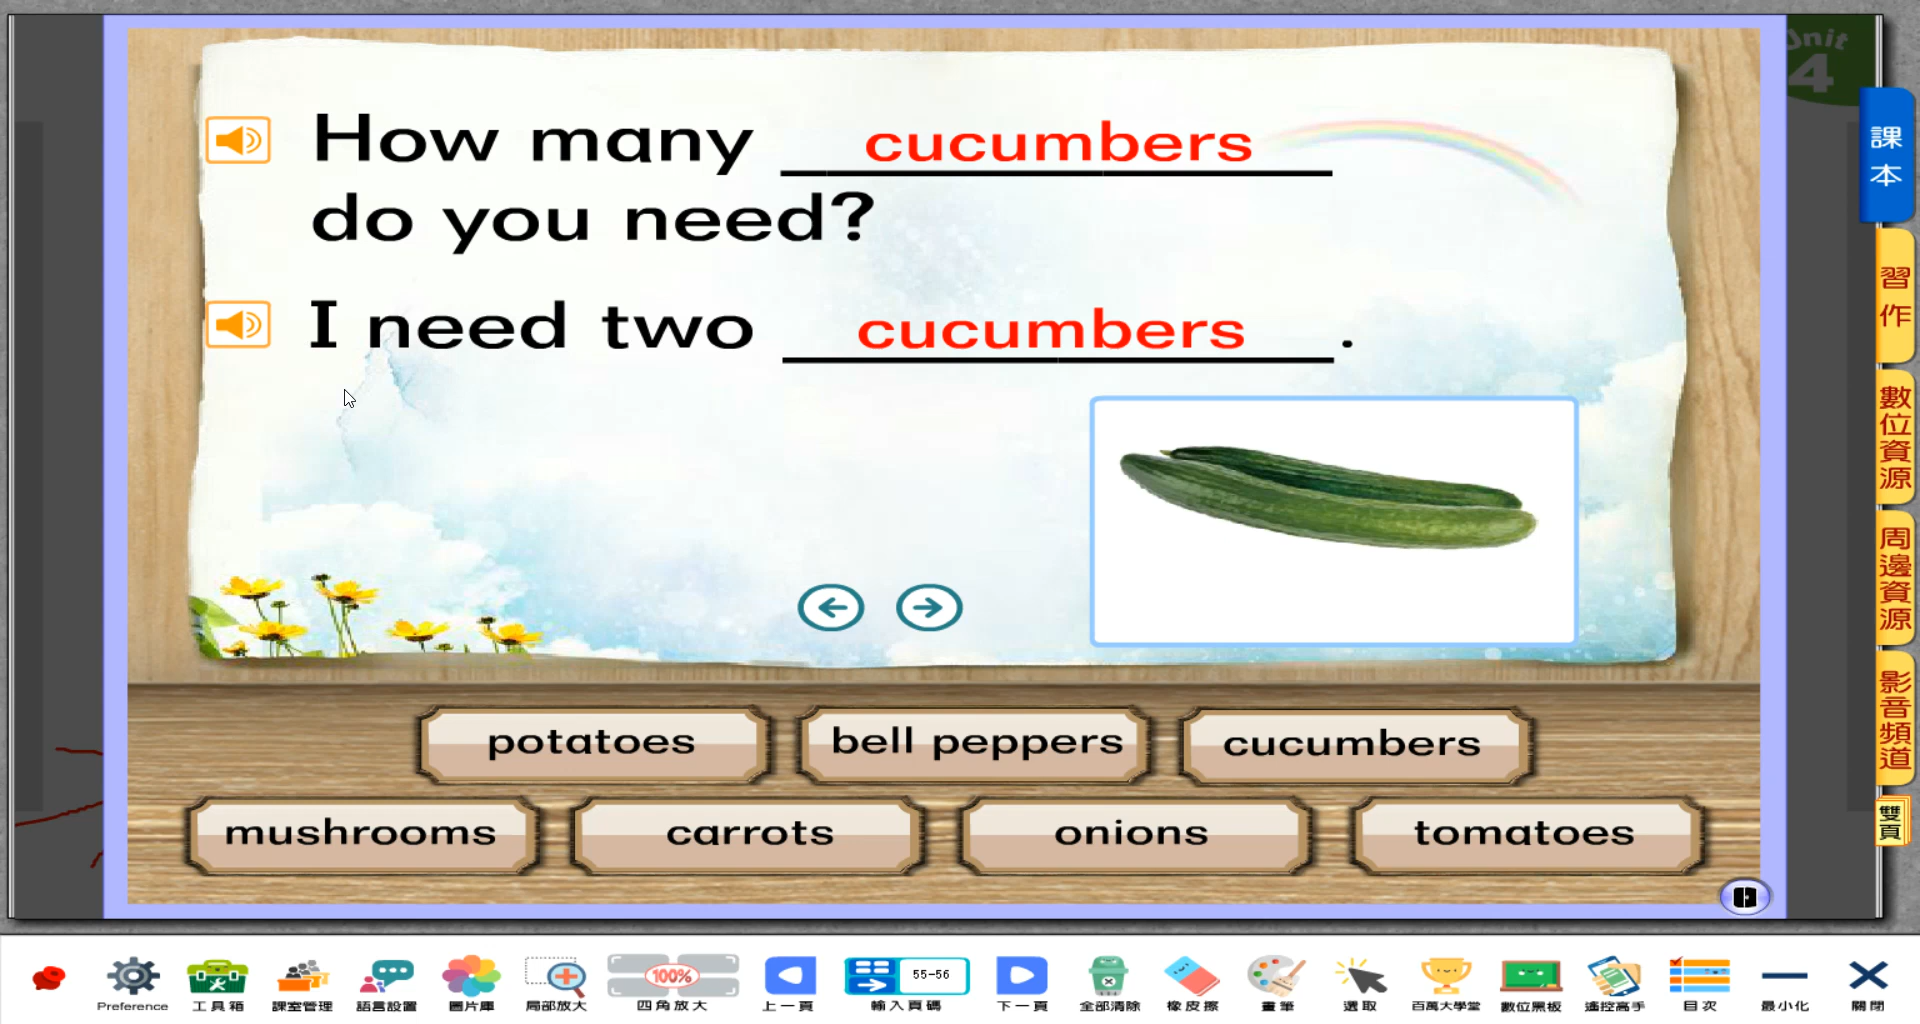 Unit
4
How many cucumbers
do you need?
I need two cucumbers.
potatoes
bell peppers
cucumbers
mushrooms
carrots
onions
tomatoes
課本
習作
數位資源
周邊資源
影音頻道
雙頁
Preference
工具箱
課室管理
語言設置
圖片庫
局部放大
100%
四角放大
上一頁
55-56
輸入頁碼
下一頁
全部清除
橡皮擦
畫筆
選取
百萬大學堂
數位黑板
遙控高手
目次
最小化
關閉